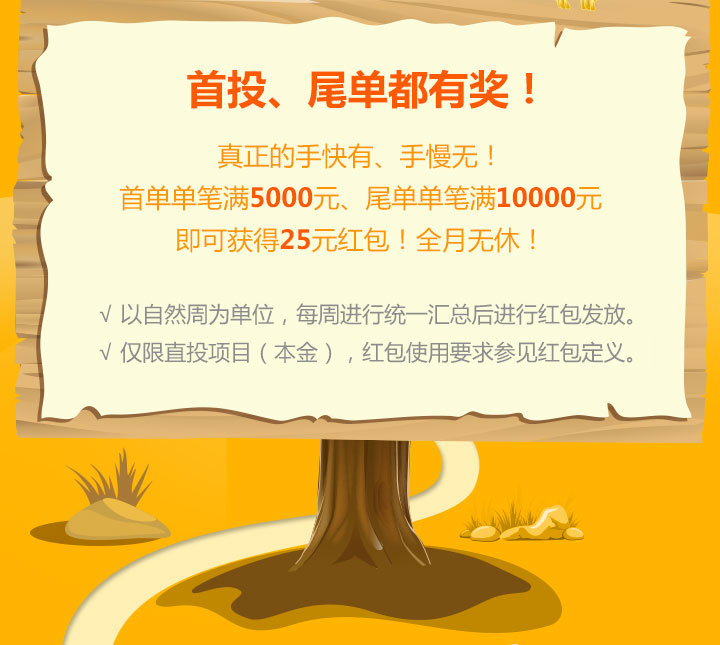 首投、尾单都有奖！
真正的手快有、手慢无！
首单单笔满5000元、尾单单笔满10000元
即可获得25元红包！全月无休！
√ 以自然周为单位，每周进行统一汇总后进行红包发放。
√ 仅限直投项目（本金），红包使用要求参见红包定义。